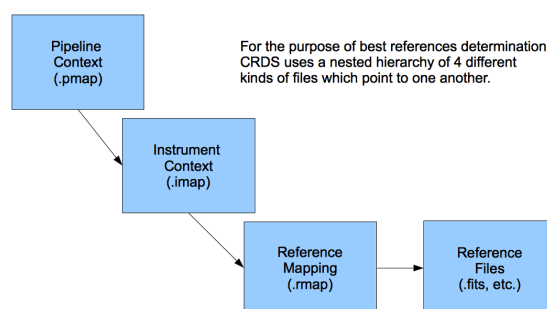 Pipeline
Context
(.pmap)
For the purpose of best references determination
CRDS uses a nested hierarchy of 4 different
kinds of files which point to one another.
Instrument
Context
(.imap)
Reference
Mapping
(.rmap)
Reference
Files
(.fits, etc.)